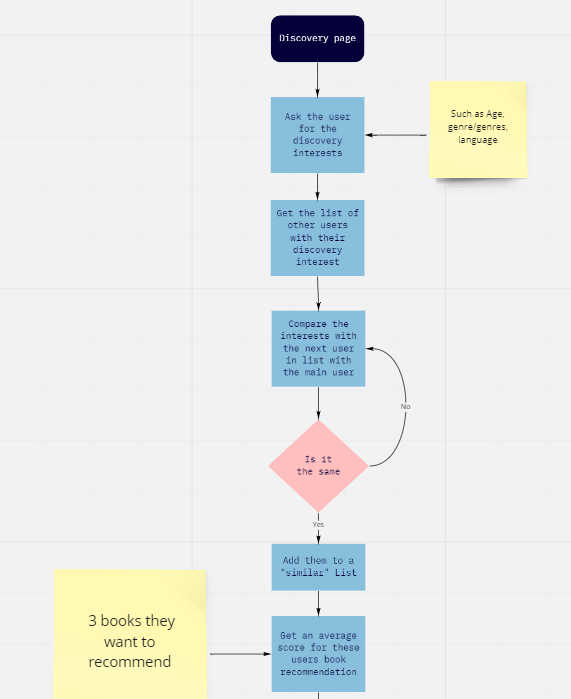 Discovery page
Ask the user
for the
discovery
interests
Such as Age,
genre/genres,
language
Get the list of
other users
with their
discovery
interest
Compare the
interests with
the next user
in list with
the main user
No
Is it
the same
Yes
Add them to a
"similar" List
3 books they
want to
recommend
Get an average
score for these
users book
recommendation